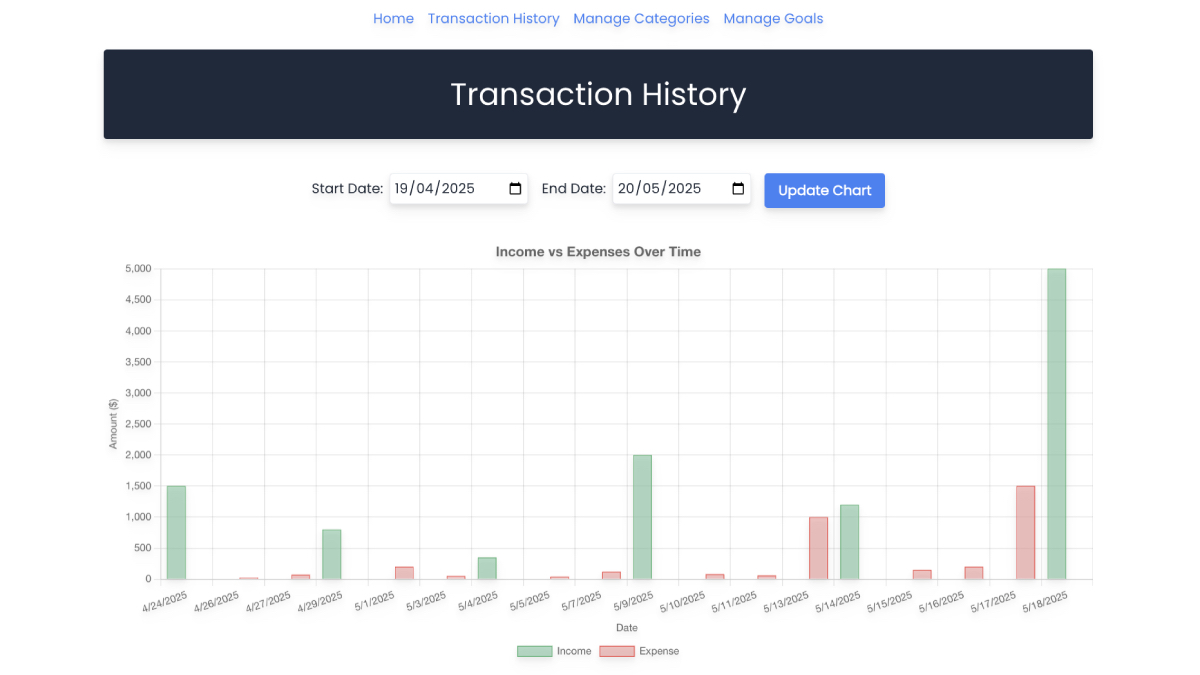 Home Transaction History Manage Categories Manage Goals
Transaction History
Start Date: 19/04/2025 End Date: 20/05/2025 Update Chart
Income vs Expenses Over Time
5,000
4,500
4,000
3,500
3,000
2,500
2,000
1,500
1,000
500
0
Amount ($)
4/24/2025 4/26/2025 4/27/2025 4/29/2025 5/1/2025 5/3/2025 5/4/2025 5/5/2025 5/7/2025 5/9/2025 5/10/2025 5/11/2025 5/13/2025 5/14/2025 5/15/2025 5/16/2025 5/17/2025 5/18/2025
Date
Income Expense